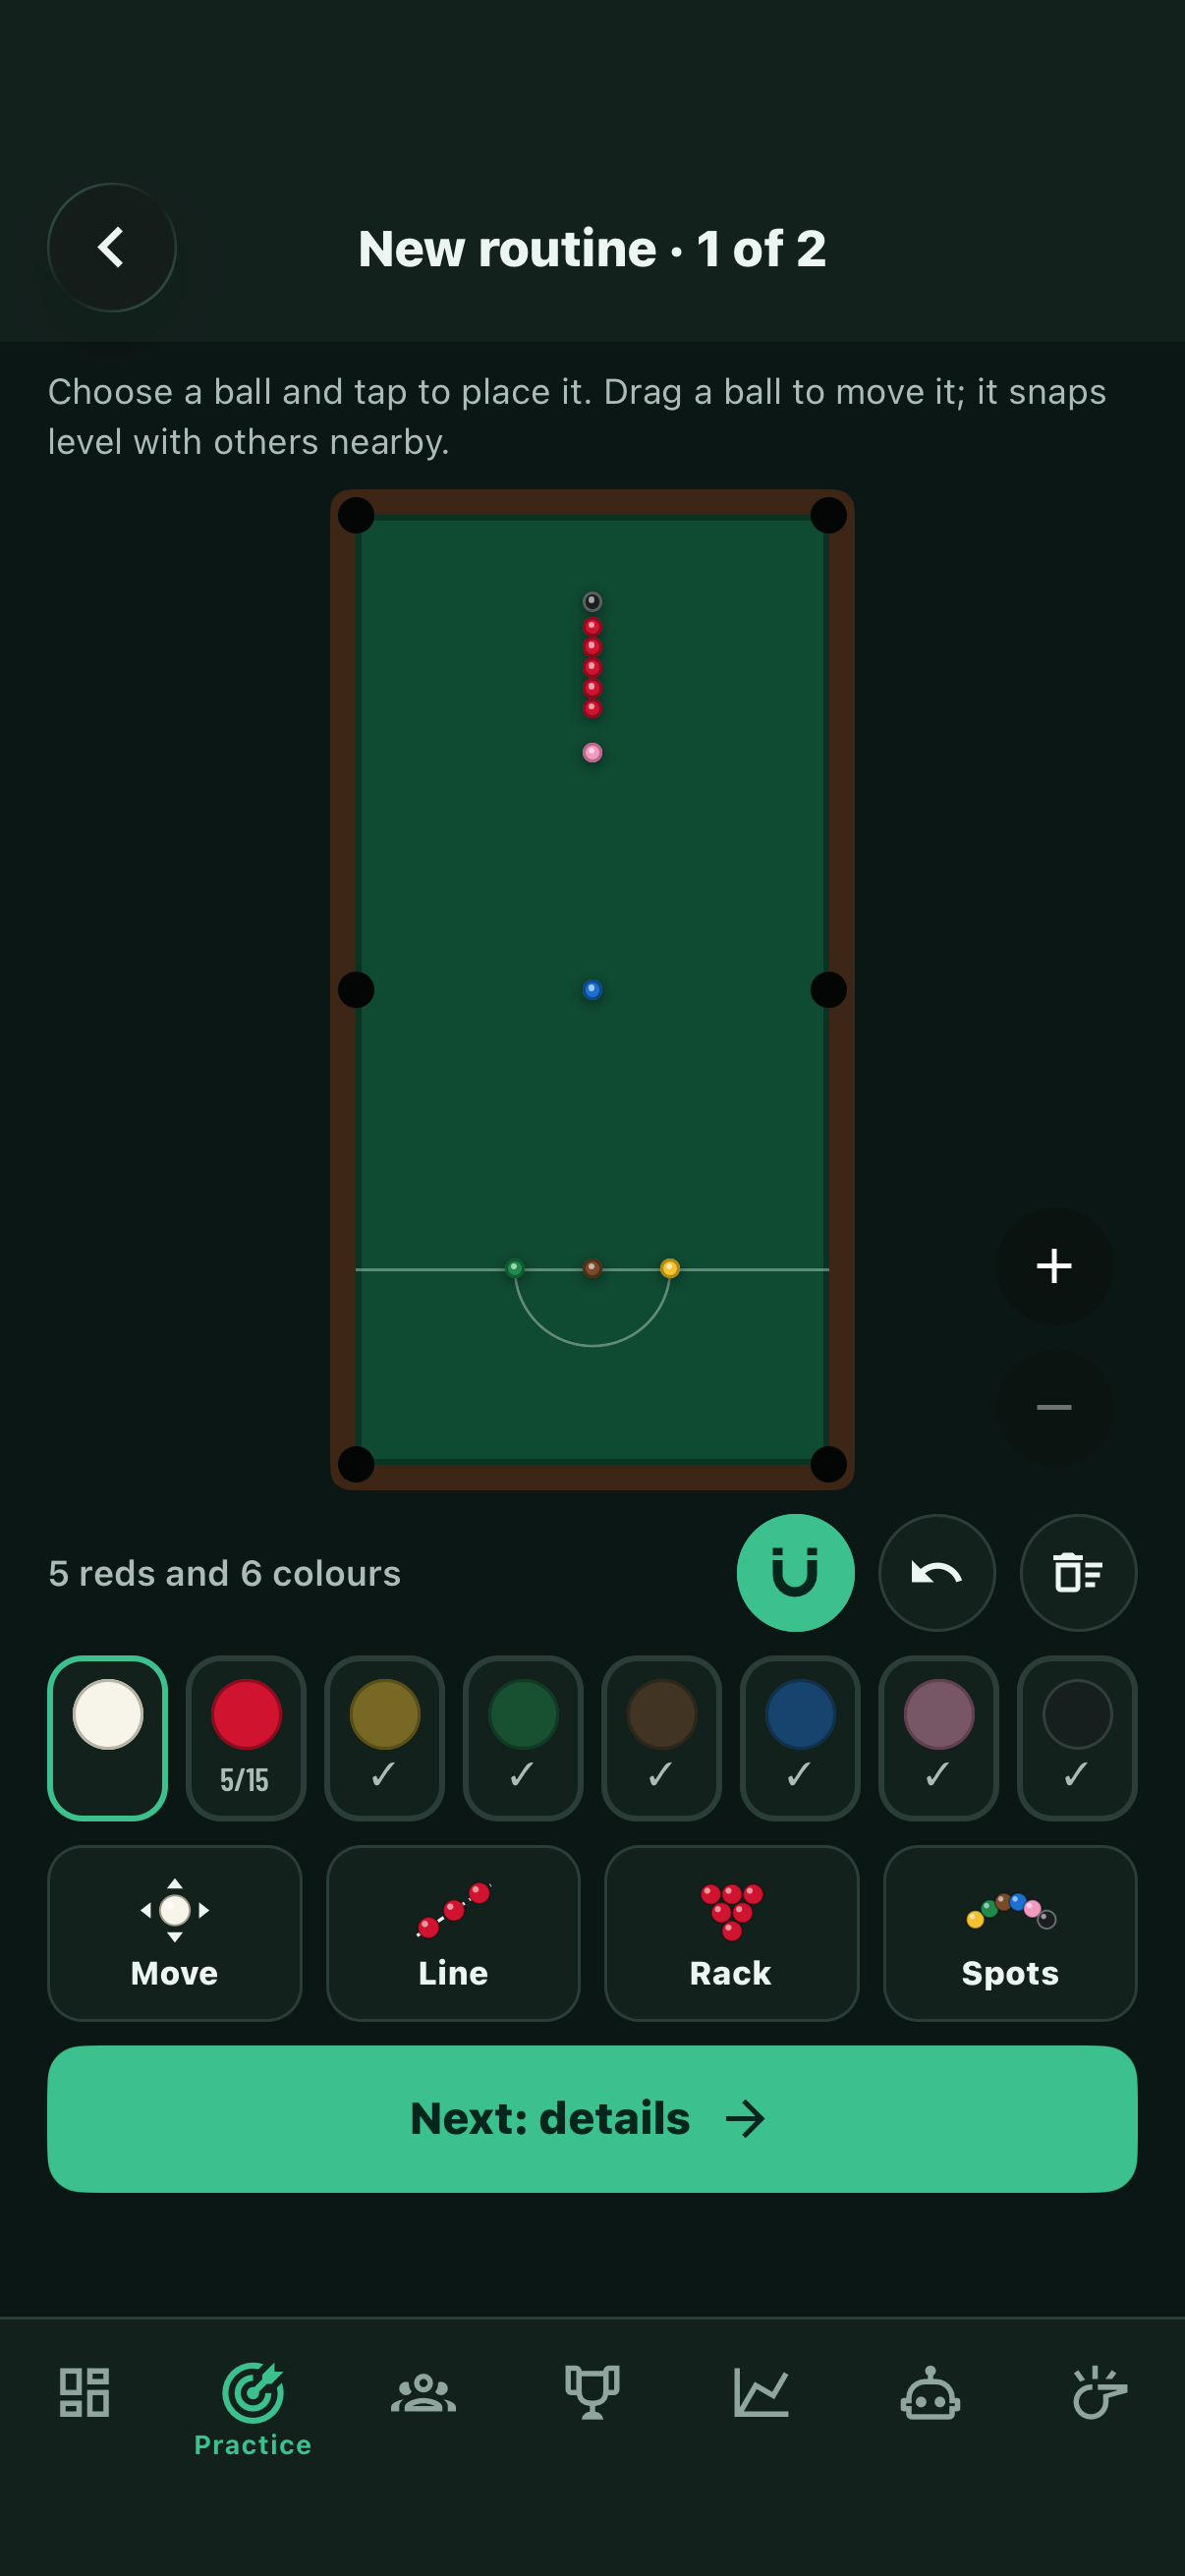 New routine · 1 of 2
Choose a ball and tap to place it. Drag a ball to move it; it snaps
level with others nearby.
5 reds and 6 colours
5/15 ✓ ✓ ✓ ✓ ✓ ✓
Move Line Rack Spots
Next: details →
Practice